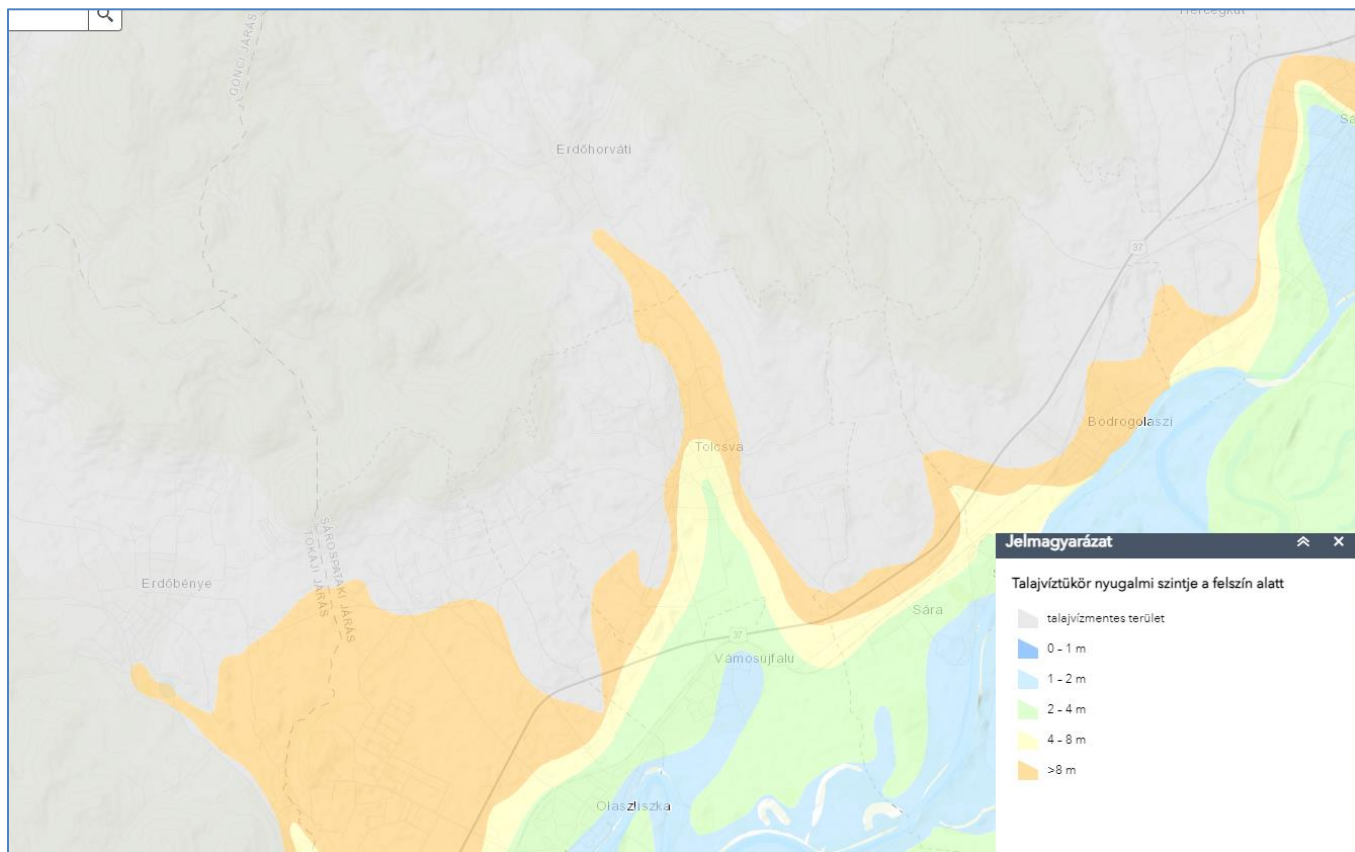 Hercegkút
GÖNCI JÁRÁS
Erdőhorváti
37
Bodrogolaszi
Tolcsva
Erdőbénye
SÁROSPATAKI JÁRÁS
TOKAJI JÁRÁS
Sára
37
Vámosújfalu
Olaszliszka
Jelmagyarázat
Talajvíztükör nyugalmi szintje a felszín alatt
talajvízmentes terület
0 - 1 m
1 - 2 m
2 - 4 m
4 - 8 m
>8 m